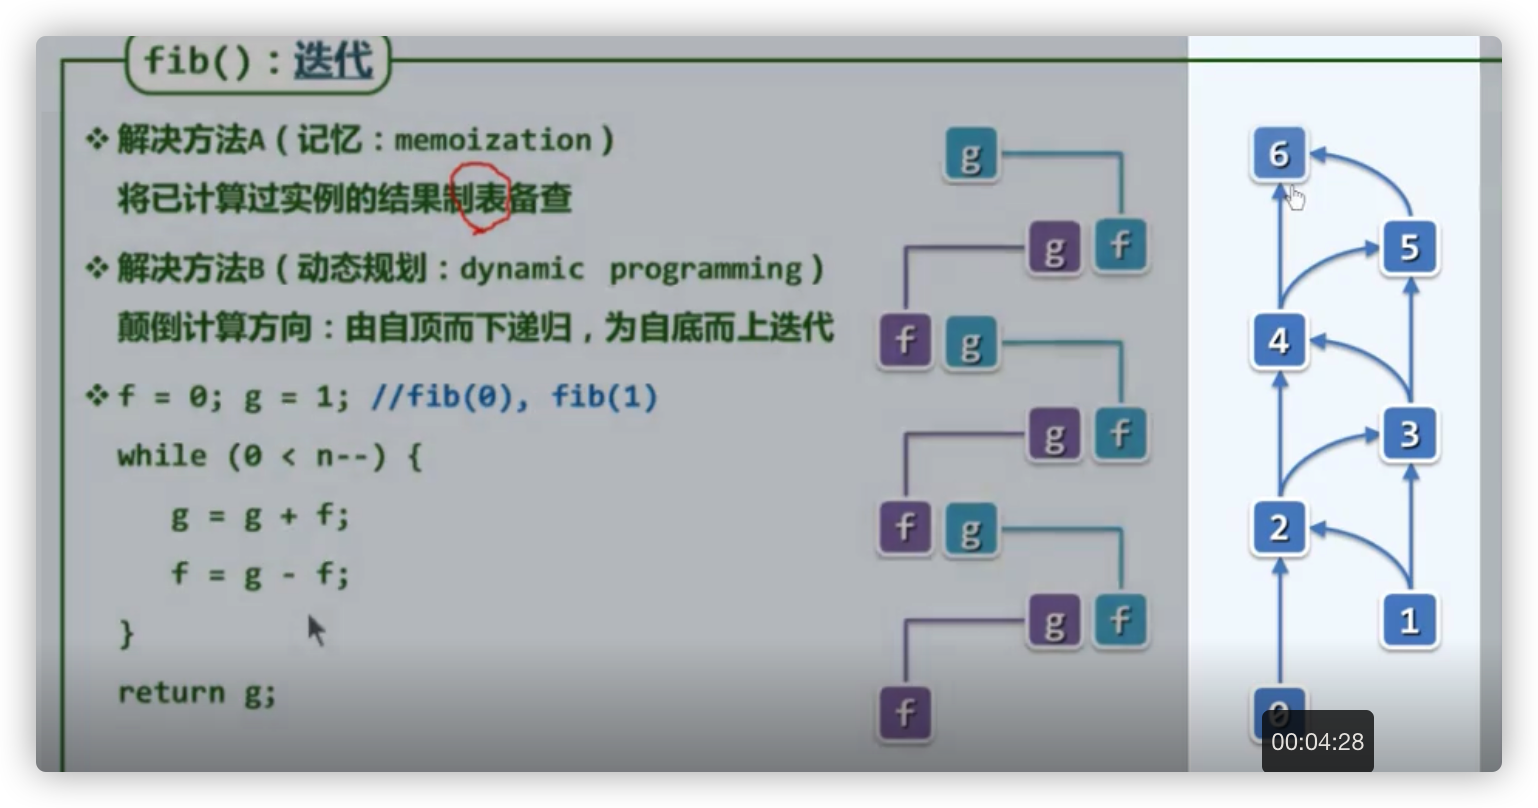 fib()：迭代
解决方法A（记忆：memoization）
将已计算过实例的结果制表备查
解决方法B（动态规划：dynamic programming）
颠倒计算方向：由自顶而下递归，为自底而上迭代
f = 0; g = 1; //fib(0), fib(1)
while (0 < n--) {
g = g + f;
f = g - f;
}
return g;
g
g f
f g
g f
f g
g f
f
6
5
4
3
2
1
0
00:04:28